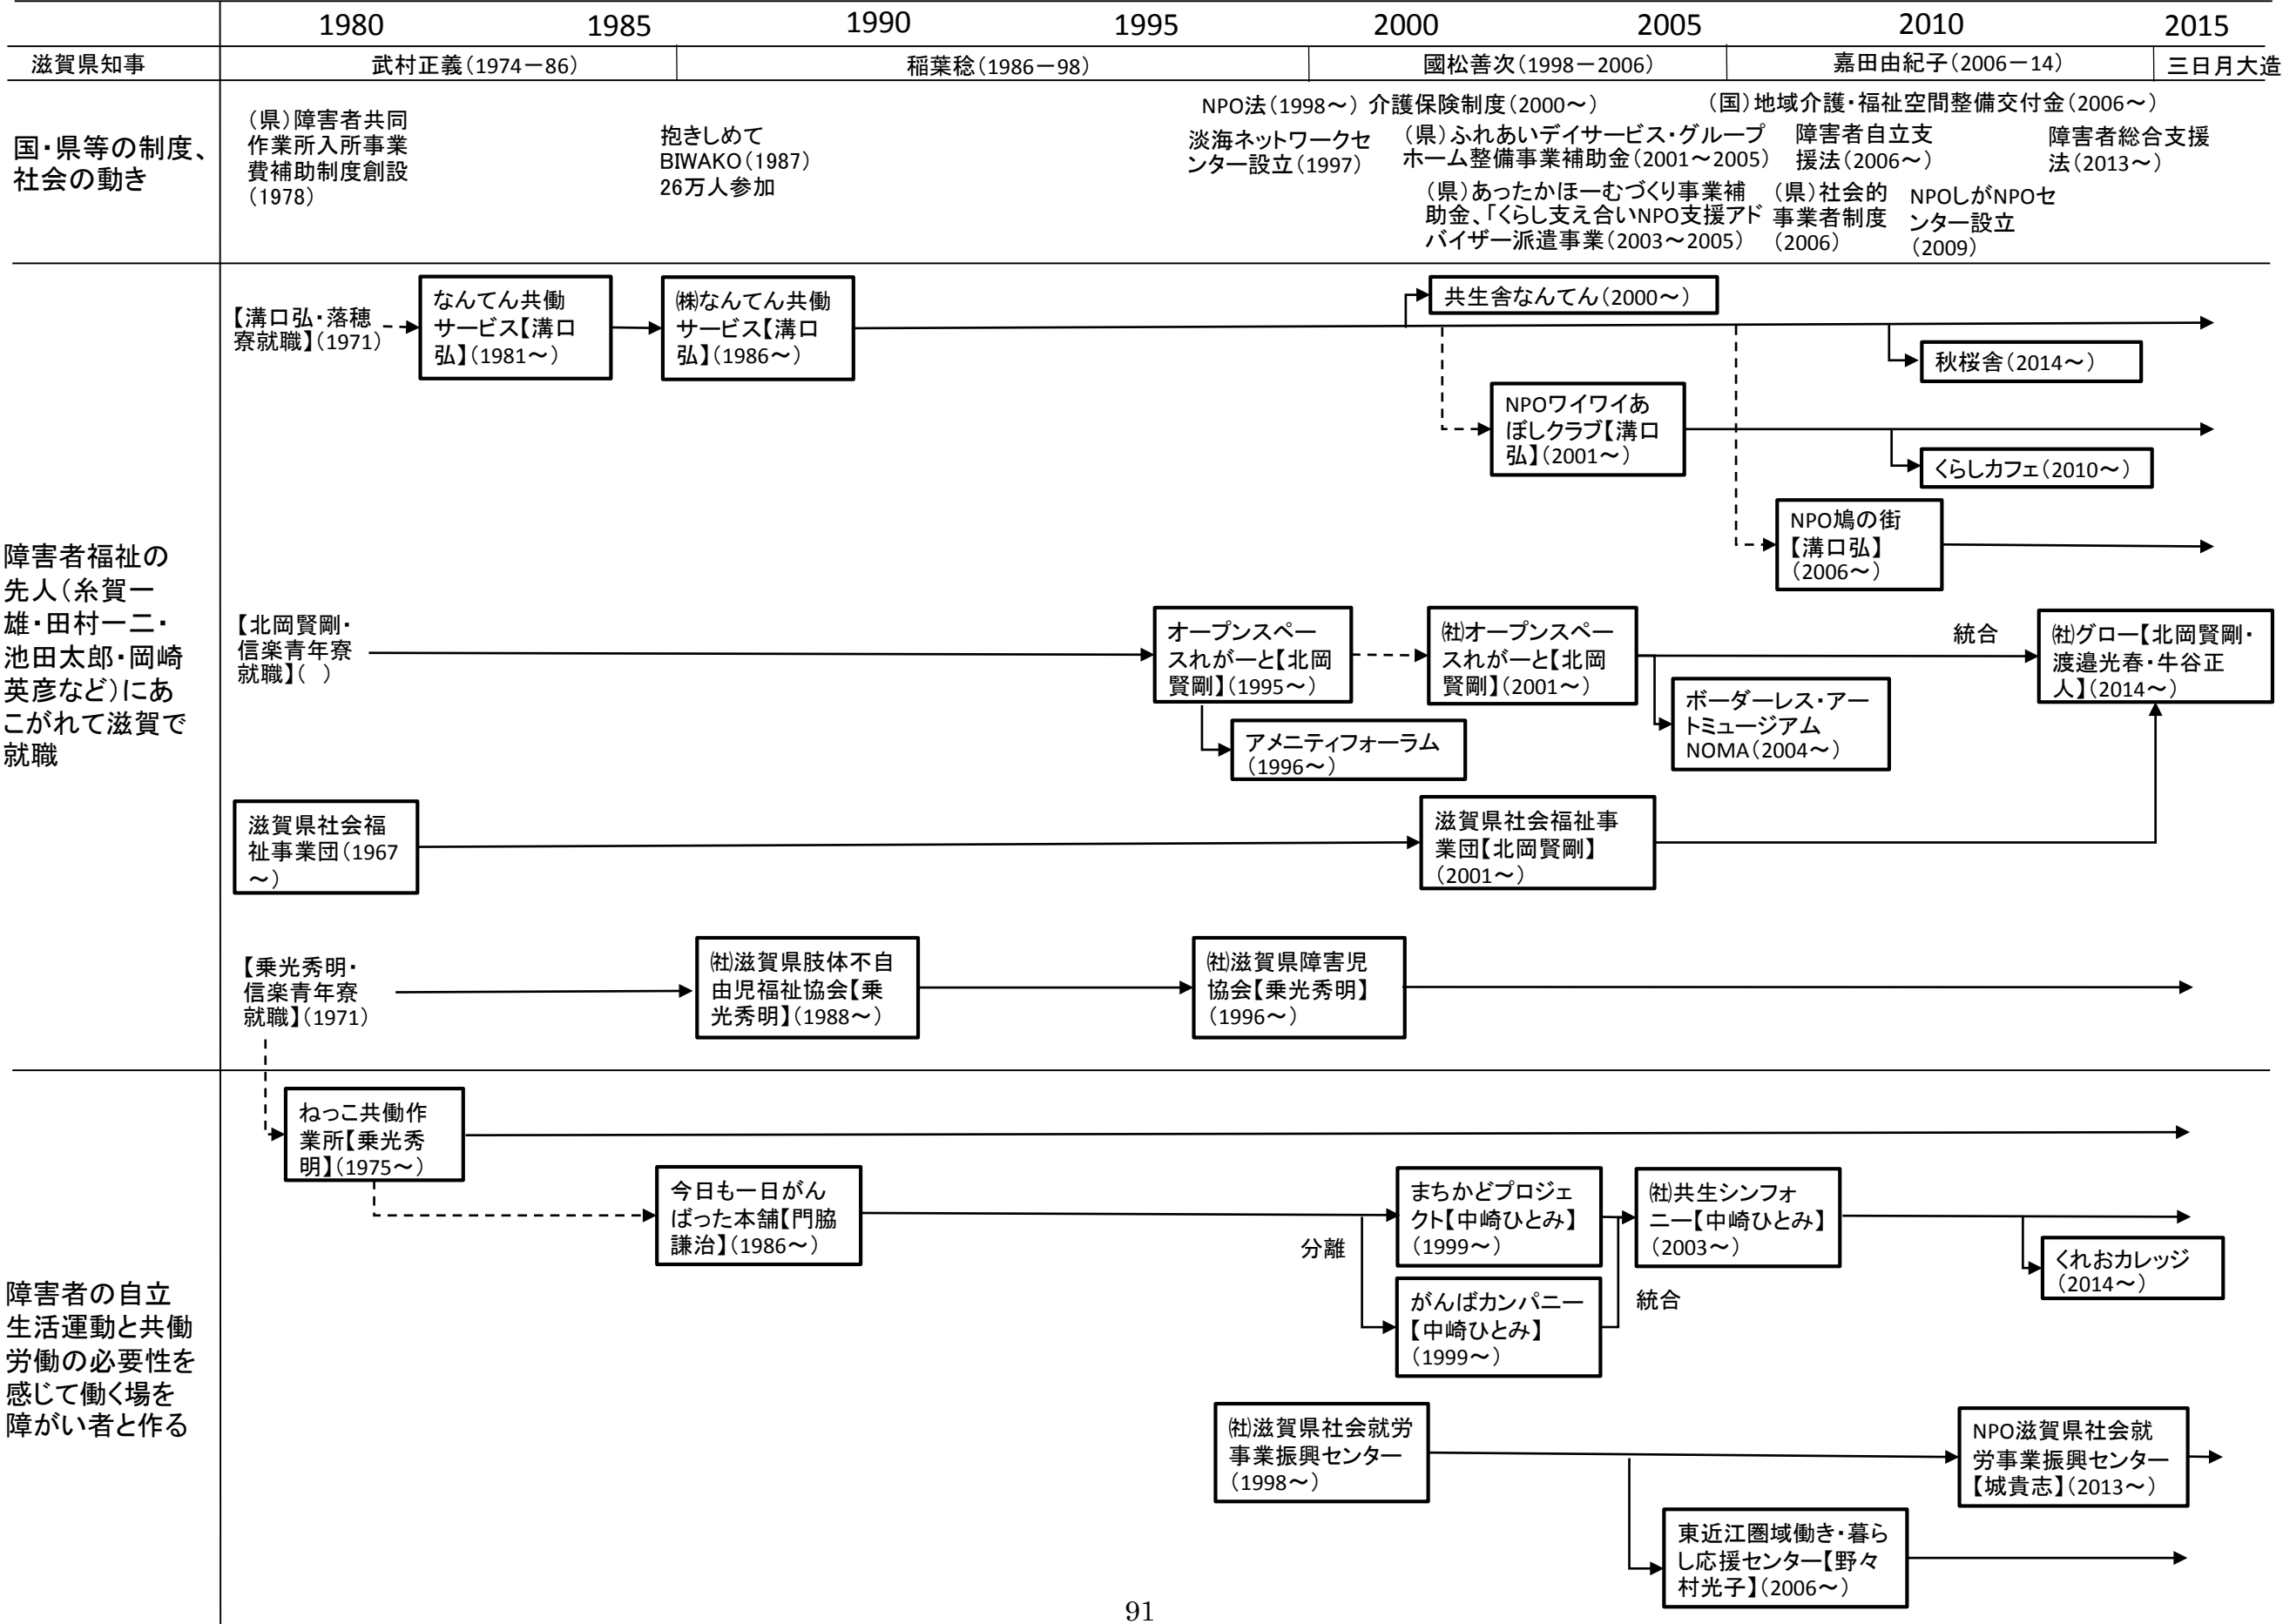 1980 1985 1990 1995 2000 2005 2010 2015
滋賀県知事 武村正義(1974－86) 稲葉稔(1986－98) 國松善次(1998－2006) 嘉田由紀子(2006－14) 三日月大造
国・県等の制度、
社会の動き
(県)障害者共同
作業所入所事業
費補助制度創設
(1978)
抱きしめて
BIWAKO(1987)
26万人参加
NPO法(1998～) 介護保険制度(2000～)
(国)地域介護・福祉空間整備交付金(2006～)
淡海ネットワークセ
ンター設立(1997)
(県)ふれあいデイサービス・グループ
ホーム整備事業補助金(2001～2005)
障害者自立支
援法(2006～)
障害者総合支援
法(2013～)
(県)あったかほーむづくり事業補
助金、「くらし支え合いNPO支援アド
バイザー派遣事業(2003～2005)
(県)社会的
事業者制度
(2006)
NPOしがNPOセ
ンター設立
(2009)
障害者福祉の
先人(糸賀一
雄・田村一二・
池田太郎・岡崎
英彦など)にあ
こがれて滋賀で
就職
【溝口弘・落穂
寮就職】(1971)
なんてん共働
サービス【溝口
弘】(1981～)
㈱なんてん共働
サービス【溝口
弘】(1986～)
共生舎なんてん(2000～)
秋桜舎(2014～)
NPOワイワイあ
ぼしクラブ【溝口
弘】(2001～)
くらしカフェ(2010～)
NPO鳩の街
【溝口弘】
(2006～)
【北岡賢剛・
信楽青年寮
就職】( )
オープンスペー
スれがーと【北岡
賢剛】(1995～)
アメニティフォーラム
(1996～)
㈳オープンスペー
スれがーと【北岡
賢剛】(2001～)
ボーダーレス・アー
トミュージアム
NOMA(2004～)
統合
㈳グロー【北岡賢剛・
渡邉光春・牛谷正
人】(2014～)
滋賀県社会福
祉事業団(1967
～)
滋賀県社会福祉事
業団【北岡賢剛】
(2001～)
【乗光秀明・
信楽青年寮
就職】(1971)
㈳滋賀県肢体不自
由児福祉協会【乗
光秀明】(1988～)
㈳滋賀県障害児
協会【乗光秀明】
(1996～)
障害者の自立
生活運動と共働
労働の必要性を
感じて働く場を
障がい者と作る
ねっこ共働作
業所【乗光秀
明】(1975～)
今日も一日がん
ばった本舗【門脇
謙治】(1986～)
分離
まちかどプロジェ
クト【中崎ひとみ】
(1999～)
がんばカンパニー
【中崎ひとみ】
(1999～)
統合
㈳共生シンフォ
ニー【中崎ひとみ】
(2003～)
くれおカレッジ
(2014～)
㈳滋賀県社会就労
事業振興センター
(1998～)
NPO滋賀県社会就
労事業振興センター
【城貴志】(2013～)
東近江圏域働き・暮ら
し応援センター【野々
村光子】(2006～)
91